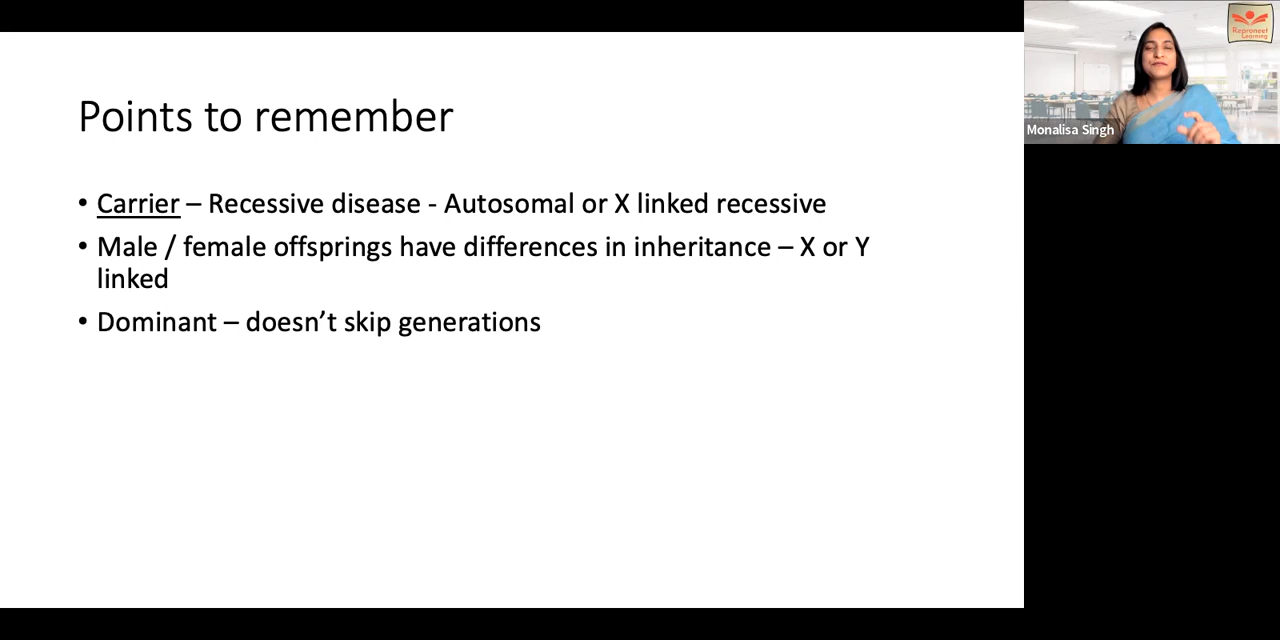 Points to remember
• Carrier – Recessive disease - Autosomal or X linked recessive
• Male / female offsprings have differences in inheritance – X or Y
linked
• Dominant – doesn’t skip generations
Monalisa Singh
Reproneet
Learning